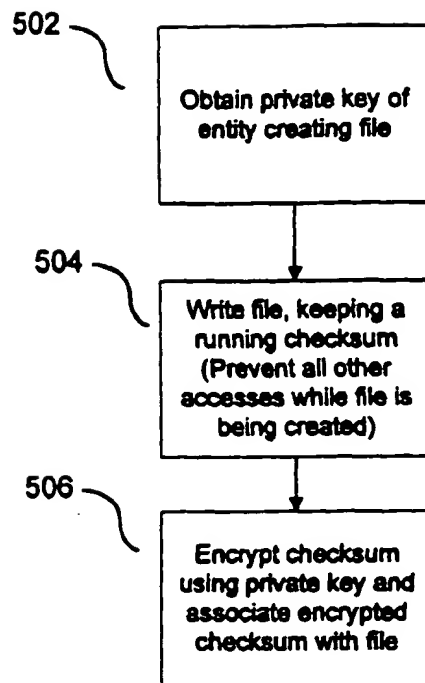 502
Obtain private key of
entity creating file
504
Write file, keeping a
running checksum
(Prevent all other
accesses while file is
being created)
506
Encrypt checksum
using private key and
associate encrypted
checksum with file